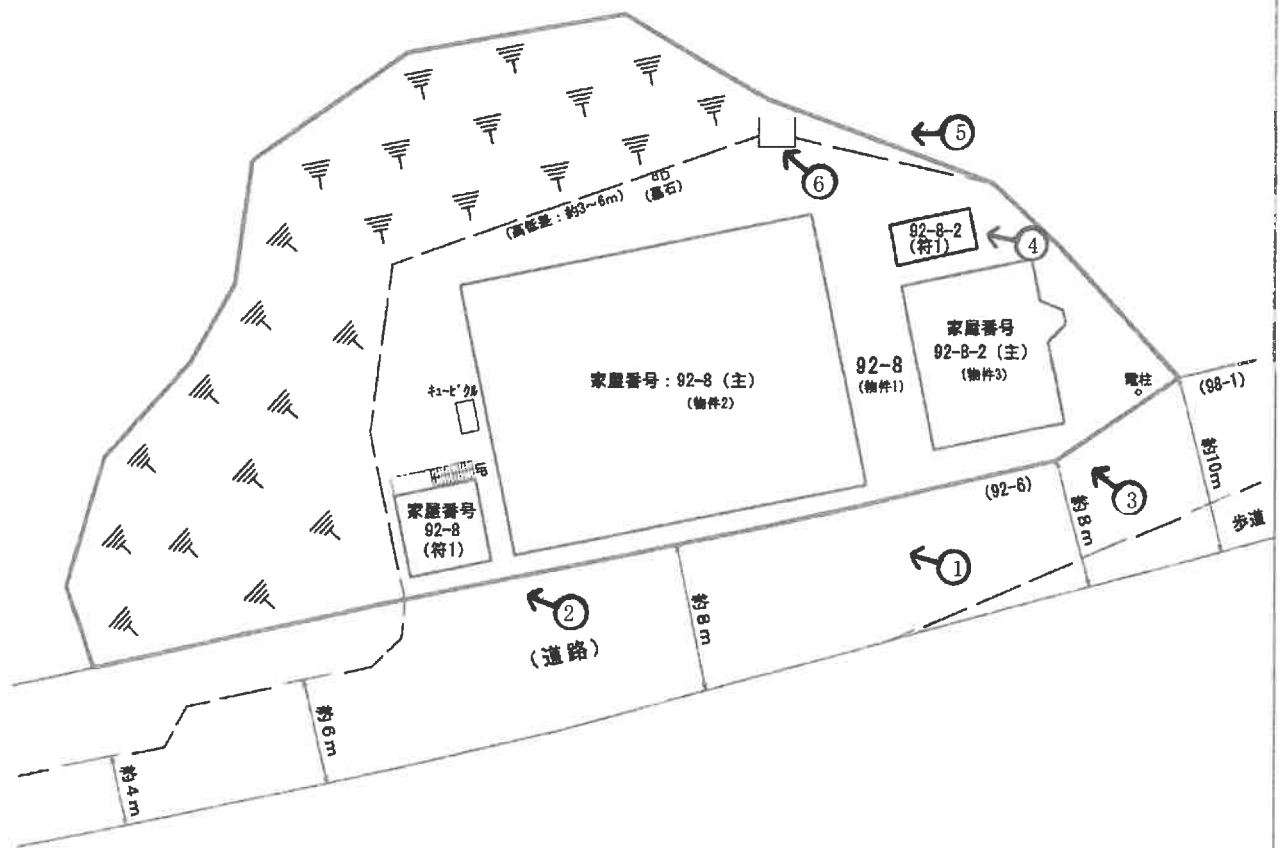 ⑤
⑥
(墓石)
(高低差：約3~6m)
92-8-2
(符1)
④
家屋番号
92-8-2 (主)
(物件3)
家屋番号：92-8 (主)
(物件2)
92-8
(物件1)
キュービクル
電柱
(98-1)
家屋番号
92-8
(符1)
(92-6)
③
約10m
約8m
歩道
①
②
(道路)
約8m
約6m
約4m